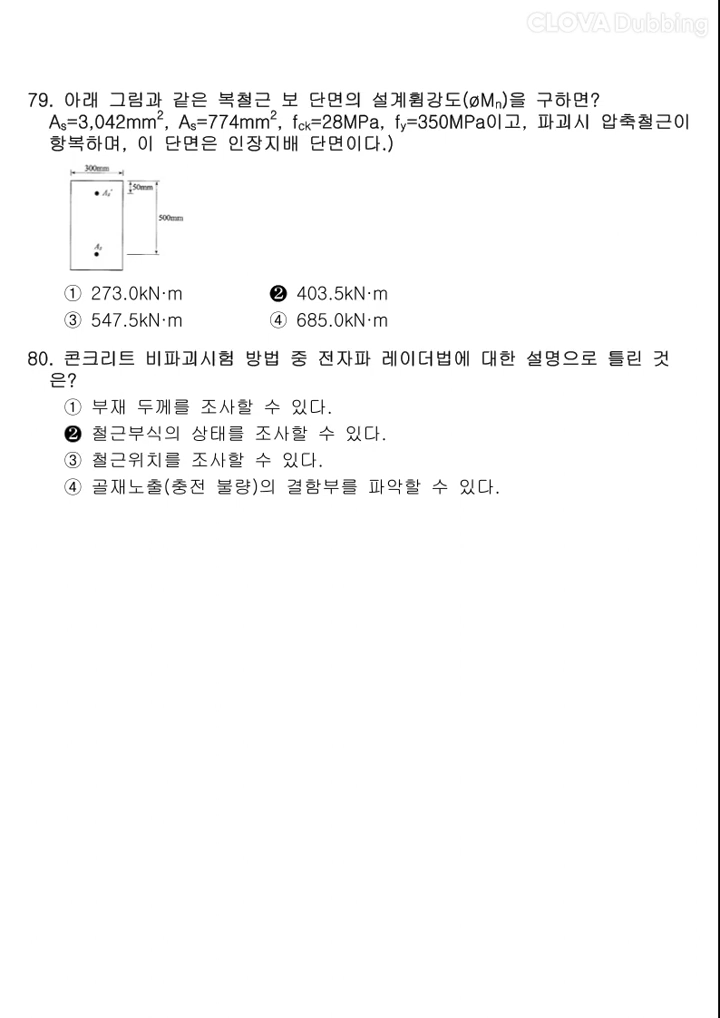 CLOVA Dubbing
79. 아래 그림과 같은 복철근 보 단면의 설계휨강도(øMn)을 구하면?
As=3,042mm², As=774mm², fck=28MPa, fy=350MPa이고, 파괴시 압축철근이
항복하며, 이 단면은 인장지배 단면이다.)
300mm
As'
50mm
500mm
As
① 273.0kN·m ❷ 403.5kN·m
③ 547.5kN·m ④ 685.0kN·m
80. 콘크리트 비파괴시험 방법 중 전자파 레이더법에 대한 설명으로 틀린 것
은?
① 부재 두께를 조사할 수 있다.
❷ 철근부식의 상태를 조사할 수 있다.
③ 철근위치를 조사할 수 있다.
④ 골재노출(충전 불량)의 결함부를 파악할 수 있다.